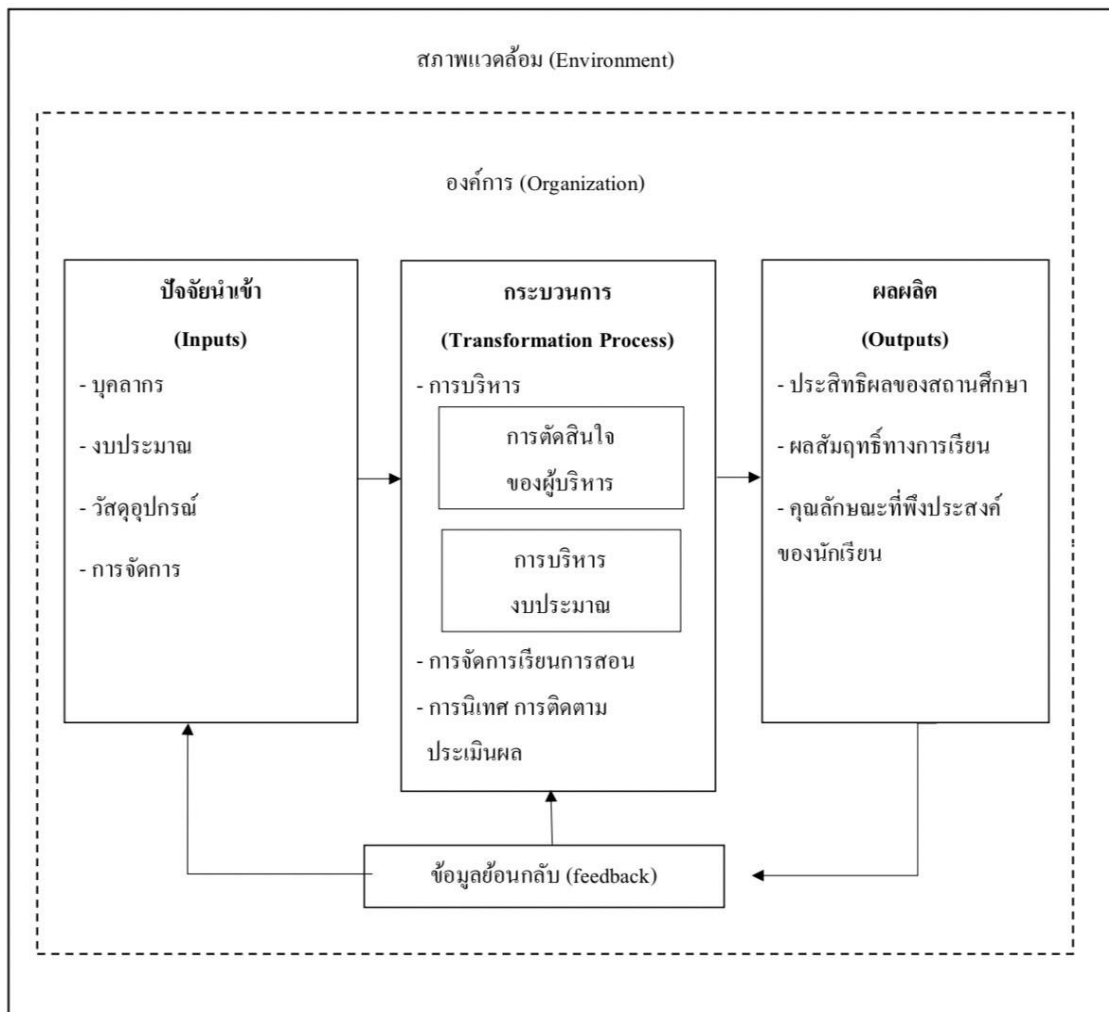 สภาพแวดล้อม (Environment)
องค์การ (Organization)
ปัจจัยนำเข้า
(Inputs)
- บุคลากร
- งบประมาณ
- วัสดุอุปกรณ์
- การจัดการ
กระบวนการ
(Transformation Process)
- การบริหาร
การตัดสินใจ
ของผู้บริหาร
การบริหาร
งบประมาณ
- การจัดการเรียนการสอน
- การนิเทศ การติดตาม
ประเมินผล
ผลผลิต
(Outputs)
- ประสิทธิผลของสถานศึกษา
- ผลสัมฤทธิ์ทางการเรียน
- คุณลักษณะที่พึงประสงค์
ของนักเรียน
ข้อมูลย้อนกลับ (feedback)